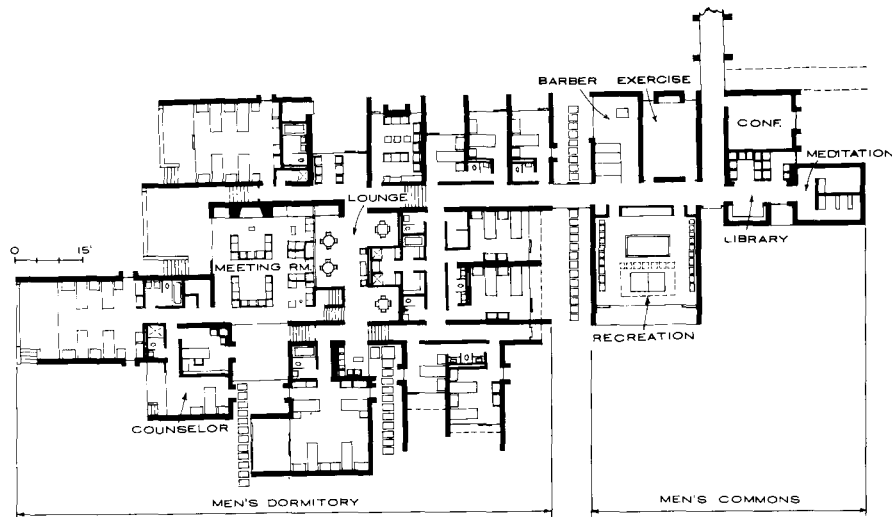 BARBER EXERCISE
CONF.
MEDITATION
LOUNGE
LIBRARY
0 15'
MEETING RM.
RECREATION
COUNSELOR
MEN'S DORMITORY
MEN'S COMMONS